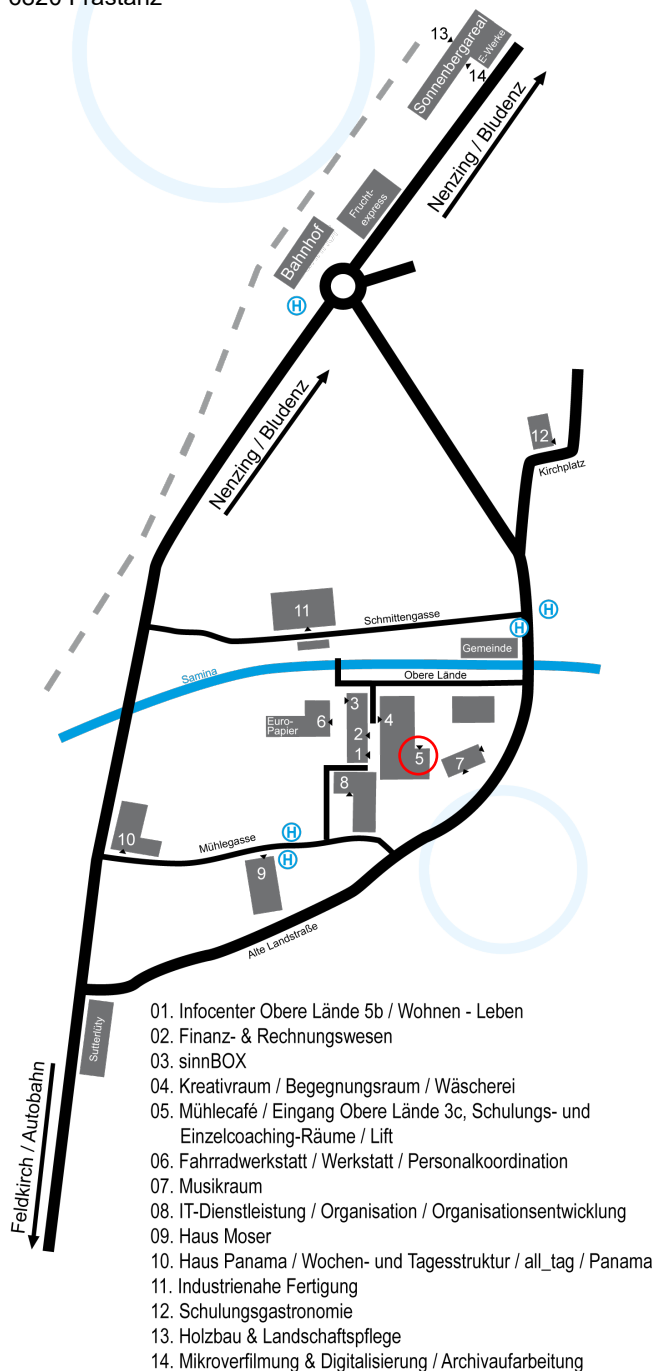 6820 Frastanz
13
E-Werke
Sonnenbergareal
14
Nenzing / Bludenz
Frucht-
express
Bahnhof
H
Nenzing / Bludenz
12
Kirchplatz
11
Schmittengasse
H
H
Gemeinde
Samina
Obere Lände
3
Euro-
Papier
6
4
2
1
5
7
8
10
Mühlegasse
H
H
9
Alte Landstraße
Sutterlüty
Feldkirch / Autobahn
01. Infocenter Obere Lände 5b / Wohnen - Leben
02. Finanz- & Rechnungswesen
03. sinnBOX
04. Kreativraum / Begegnungsraum / Wäscherei
05. Mühlecafé / Eingang Obere Lände 3c, Schulungs- und
Einzelcoaching-Räume / Lift
06. Fahrradwerkstatt / Werkstatt / Personalkoordination
07. Musikraum
08. IT-Dienstleistung / Organisation / Organisationsentwicklung
09. Haus Moser
10. Haus Panama / Wochen- und Tagesstruktur / all_tag / Panama
11. Industrienahe Fertigung
12. Schulungsgastronomie
13. Holzbau & Landschaftspflege
14. Mikroverfilmung & Digitalisierung / Archivaufarbeitung